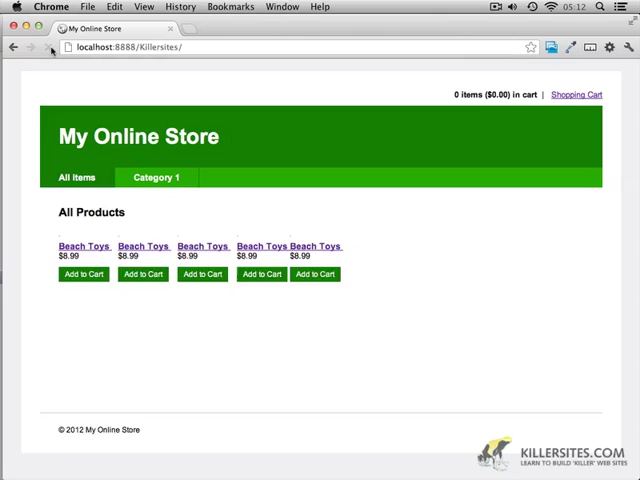 Chrome File Edit View History Bookmarks Window Help 05:12
My Online Store
localhost:8888/Killersites/
0 items ($0.00) in cart | Shopping Cart
My Online Store
All Items Category 1
All Products
Beach Toys Beach Toys Beach Toys Beach Toys Beach Toys
$8.99 $8.99 $8.99 $8.99 $8.99
Add to Cart Add to Cart Add to Cart Add to Cart Add to Cart
© 2012 My Online Store
KILLERSITES.COM
LEARN TO BUILD 'KILLER' WEB SITES